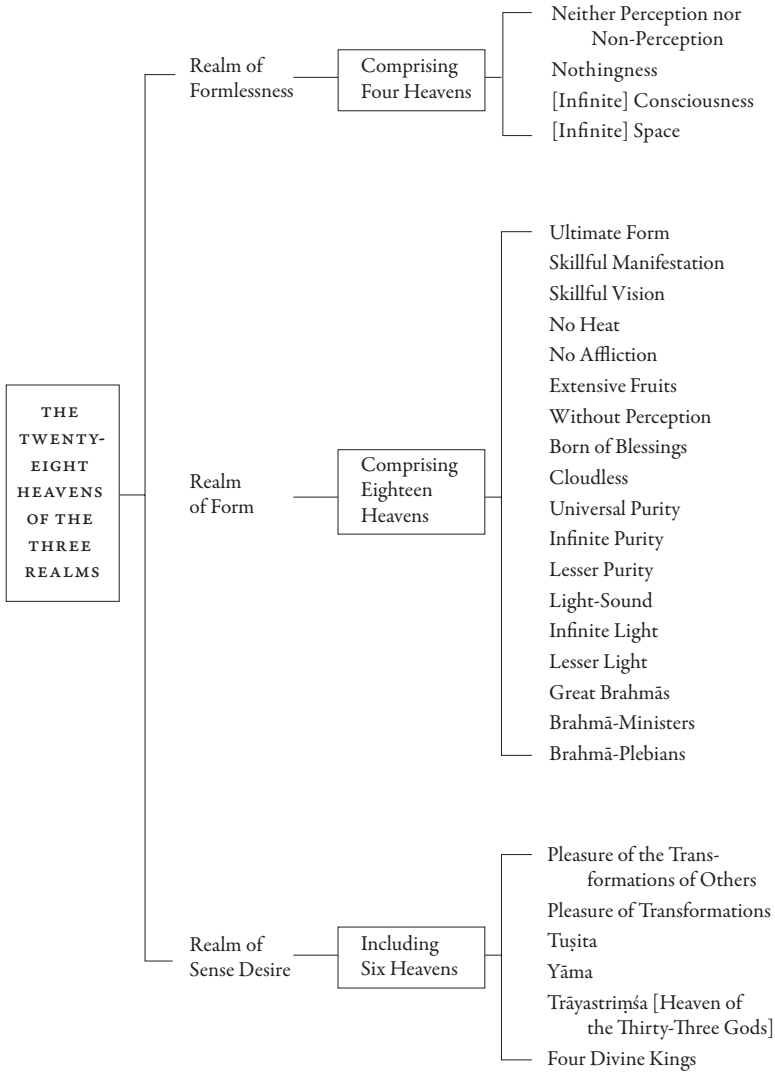 THE
TWENTY-
EIGHT
HEAVENS
OF THE
THREE
REALMS
Realm of
Formlessness
Comprising
Four Heavens
Neither Perception nor
Non-Perception
Nothingness
[Infinite] Consciousness
[Infinite] Space
Realm
of Form
Comprising
Eighteen
Heavens
Ultimate Form
Skillful Manifestation
Skillful Vision
No Heat
No Affliction
Extensive Fruits
Without Perception
Born of Blessings
Cloudless
Universal Purity
Infinite Purity
Lesser Purity
Light-Sound
Infinite Light
Lesser Light
Great Brahmās
Brahmā-Ministers
Brahmā-Plebians
Realm of
Sense Desire
Including
Six Heavens
Pleasure of the Trans-
formations of Others
Pleasure of Transformations
Tuṣita
Yāma
Trāyastriṃśa [Heaven of
the Thirty-Three Gods]
Four Divine Kings